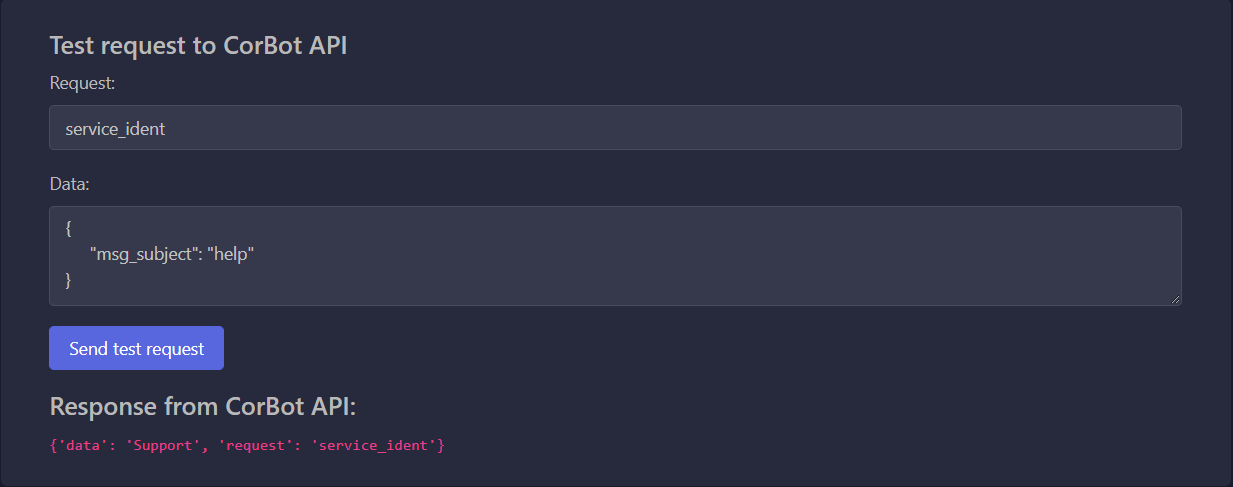 Test request to CorBot API
Request:
service_ident
Data:
{
"msg_subject": "help"
}
Send test request
Response from CorBot API:
{'data': 'Support', 'request': 'service_ident'}